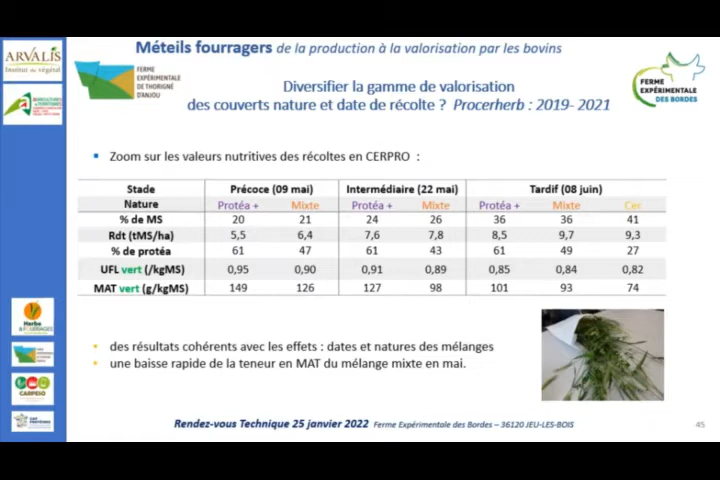 Méteils fourragers de la production à la valorisation par les bovins
ARVALIS
Institut du végétal
FERME
EXPÉRIMENTALE
DE THORIGNÉ
D'ANJOU
Diversifier la gamme de valorisation
des couverts nature et date de récolte ? Procerherb : 2019- 2021
FERME
EXPÉRIMENTALE
DES BORDES
Zoom sur les valeurs nutritives des récoltes en CERPRO :
Stade Précoce (09 mai) Intermédiaire (22 mai) Tardif (08 juin)
Nature Protéa + Mixte Protéa + Mixte Protéa + Mixte Cer
% de MS 20 21 24 26 36 36 41
Rdt (tMS/ha) 5,5 6,4 7,6 7,8 8,5 9,7 9,3
% de protéa 61 47 61 43 61 49 27
UFL vert (/kgMS) 0,95 0,90 0,91 0,89 0,85 0,84 0,82
MAT vert (g/kgMS) 149 126 127 98 101 93 74
Herbe
& FOURRAGES
des résultats cohérents avec les effets : dates et natures des mélanges
une baisse rapide de la teneur en MAT du mélange mixte en mai.
CARPESO
Rendez-vous Technique 25 janvier 2022 Ferme Expérimentale des Bordes – 36120 JEU-LES-BOIS
45